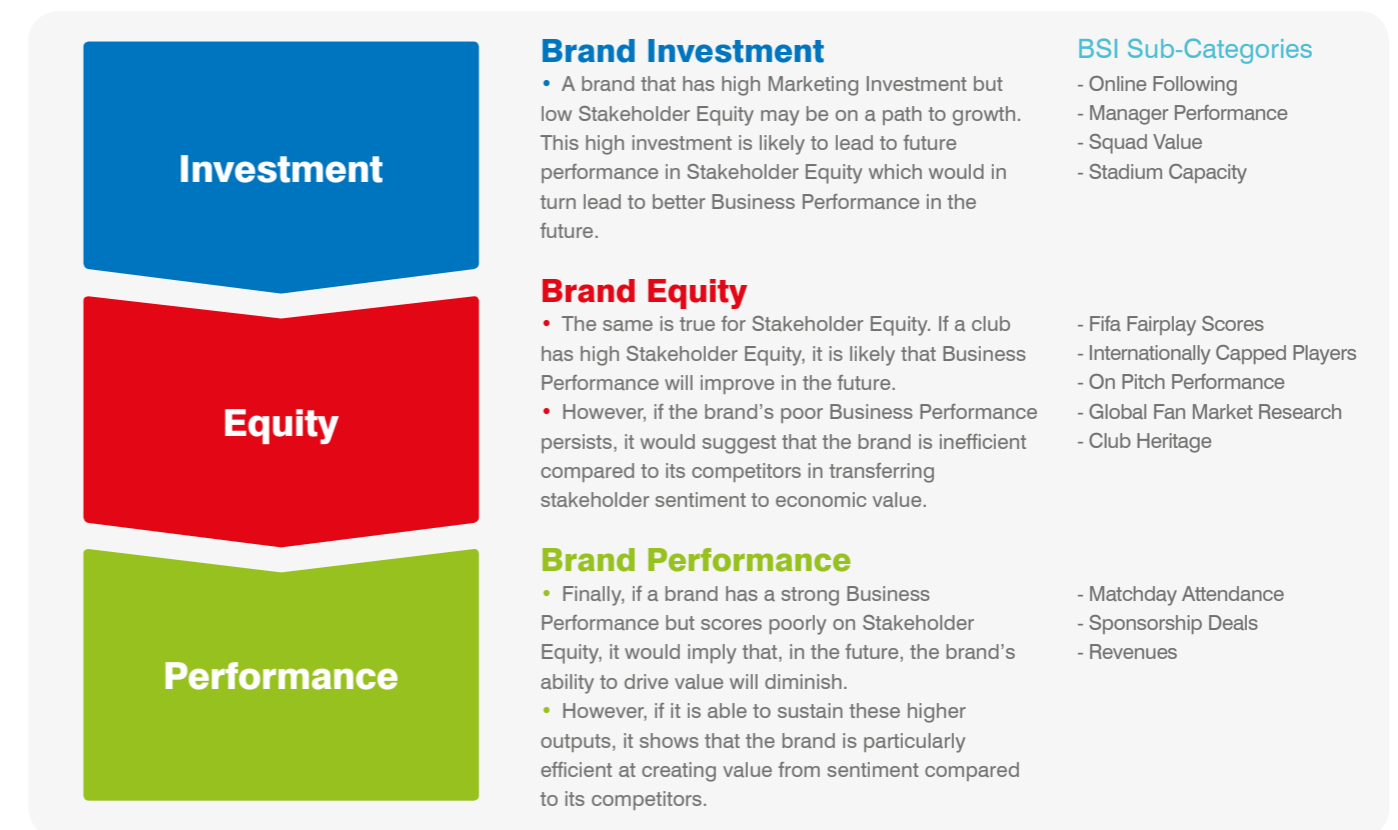 Investment
Brand Investment
• A brand that has high Marketing Investment but
low Stakeholder Equity may be on a path to growth.
This high investment is likely to lead to future
performance in Stakeholder Equity which would in
turn lead to better Business Performance in the
future.
BSI Sub-Categories
- Online Following
- Manager Performance
- Squad Value
- Stadium Capacity
Equity
Brand Equity
• The same is true for Stakeholder Equity. If a club
has high Stakeholder Equity, it is likely that Business
Performance will improve in the future.
• However, if the brand's poor Business Performance
persists, it would suggest that the brand is inefficient
compared to its competitors in transferring
stakeholder sentiment to economic value.
- Fifa Fairplay Scores
- Internationally Capped Players
- On Pitch Performance
- Global Fan Market Research
- Club Heritage
Performance
Brand Performance
• Finally, if a brand has a strong Business
Performance but scores poorly on Stakeholder
Equity, it would imply that, in the future, the brand's
ability to drive value will diminish.
• However, if it is able to sustain these higher
outputs, it shows that the brand is particularly
efficient at creating value from sentiment compared
to its competitors.
- Matchday Attendance
- Sponsorship Deals
- Revenues